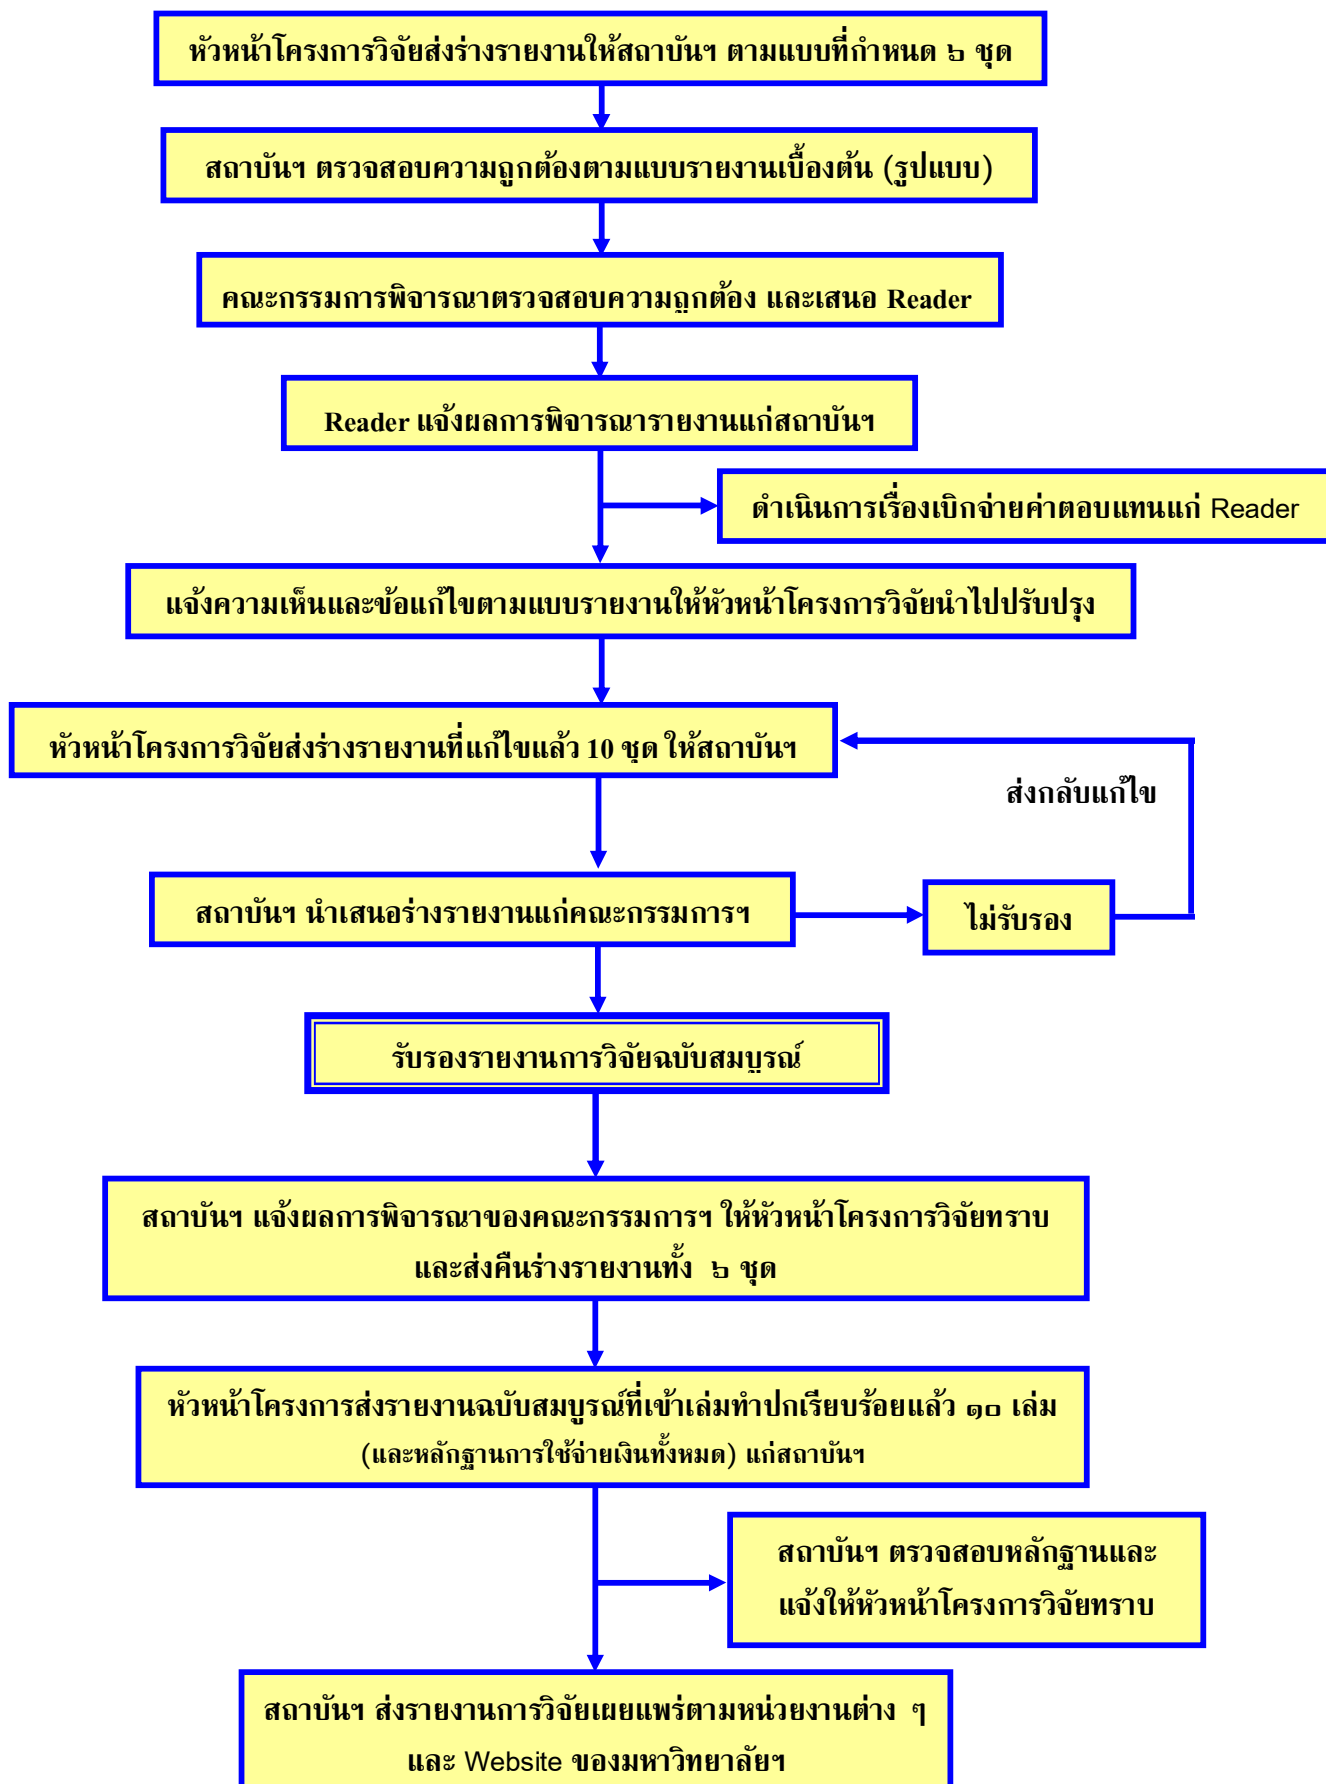 หัวหน้าโครงการวิจัยส่งร่างรายงานให้สถาบันฯ ตามแบบที่กำหนด ๖ ชุด
สถาบันฯ ตรวจสอบความถูกต้องตามแบบรายงานเบื้องต้น (รูปแบบ)
คณะกรรมการพิจารณาตรวจสอบความถูกต้อง และเสนอ Reader
Reader แจ้งผลการพิจารณารายงานแก่สถาบันฯ
ดำเนินการเรื่องเบิกจ่ายค่าตอบแทนแก่ Reader
แจ้งความเห็นและข้อแก้ไขตามแบบรายงานให้หัวหน้าโครงการวิจัยนำไปปรับปรุง
หัวหน้าโครงการวิจัยส่งร่างรายงานที่แก้ไขแล้ว 10 ชุด ให้สถาบันฯ
ส่งกลับแก้ไข
สถาบันฯ นำเสนอร่างรายงานแก่คณะกรรมการฯ
ไม่รับรอง
รับรองรายงานการวิจัยฉบับสมบูรณ์
สถาบันฯ แจ้งผลการพิจารณาของคณะกรรมการฯ ให้หัวหน้าโครงการวิจัยทราบ
และส่งคืนร่างรายงานทั้ง ๖ ชุด
หัวหน้าโครงการส่งรายงานฉบับสมบูรณ์ที่เข้าเล่มทำปกเรียบร้อยแล้ว ๑๐ เล่ม
(และหลักฐานการใช้จ่ายเงินทั้งหมด) แก่สถาบันฯ
สถาบันฯ ตรวจสอบหลักฐานและ
แจ้งให้หัวหน้าโครงการวิจัยทราบ
สถาบันฯ ส่งรายงานการวิจัยเผยแพร่ตามหน่วยงานต่าง ๆ
และ Website ของมหาวิทยาลัยฯ